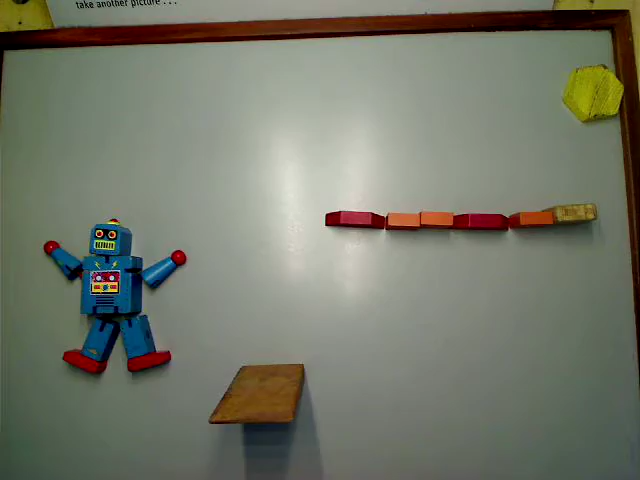 take another picture . . .